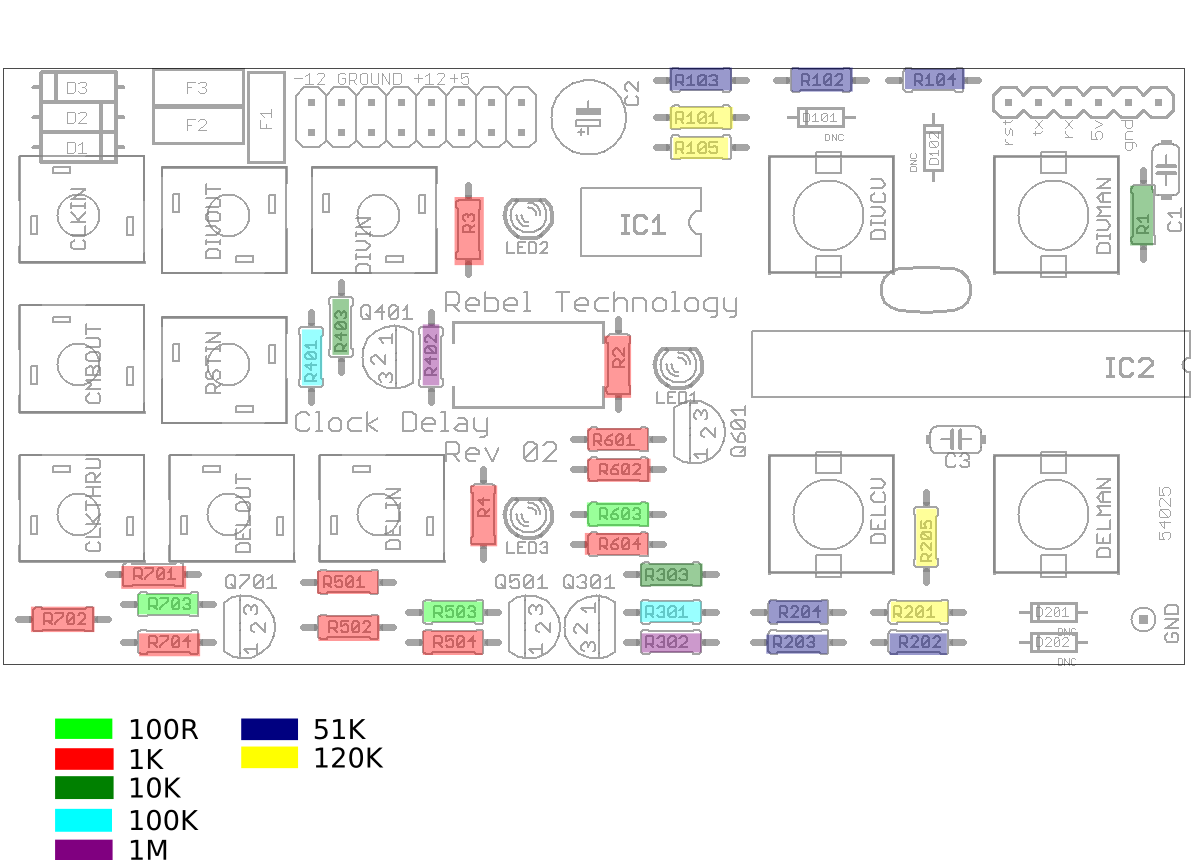 -12 GROUND +12+5
D3
D2
D1
F3
F2
F1
C2
R103
R102
R104
R101
R105
D101
DNC
DNC
D102
rst
tx
rx
5v
gnd
CLKIN
DIVOUT
DIVIN
R3
LED2
IC1
DIVCV
DIVMAN
R1
C1
Rebel Technology
CMBOUT
RSTIN
R401
R403
Q401
3 2 1
R402
R2
LED1
IC2
Clock Delay
Rev 02
R601
R602
R603
R604
1 2 3
Q601
C3
CLKTHRU
DELOUT
DELIN
R4
LED3
DELCV
R205
DELMAN
54025
R701
R702
R703
R704
Q701
1 2 3
R501
R502
R503
R504
Q501
1 2 3
Q301
3 2 1
R303
R301
R302
R204
R203
R201
R202
D201
DNC
D202
DNC
GND
100R
1K
10K
100K
1M
51K
120K